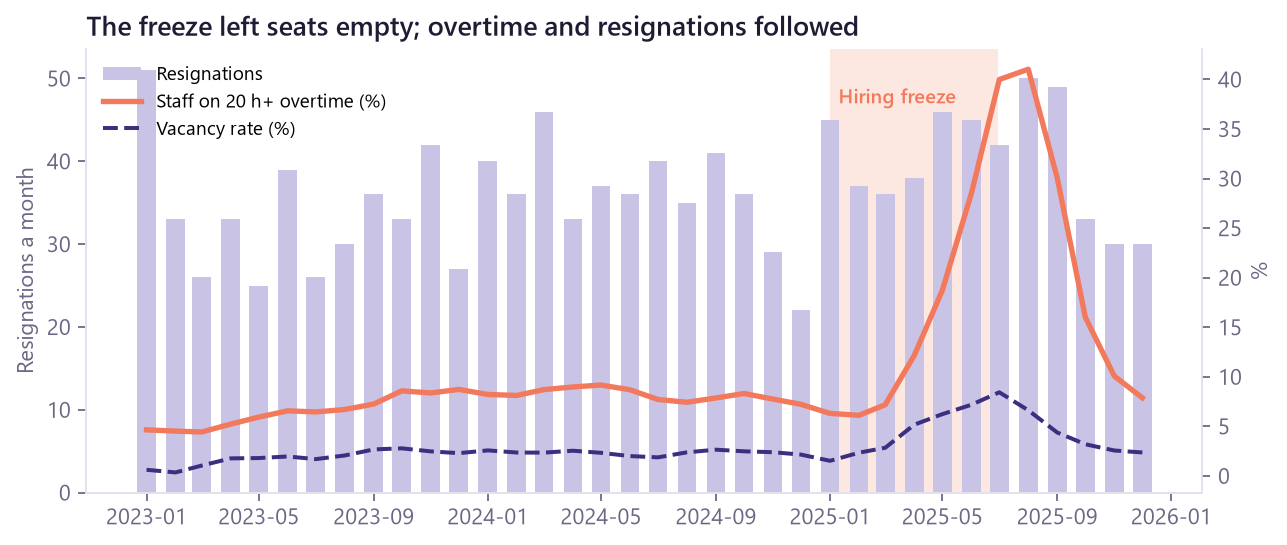 The freeze left seats empty; overtime and resignations followed
Resignations
Staff on 20 h+ overtime (%)
Vacancy rate (%)
Hiring freeze
Resignations a month
50
40
30
20
10
0
40
35
30
25
20
15
10
5
0
%
2023-01 2023-05 2023-09 2024-01 2024-05 2024-09 2025-01 2025-05 2025-09 2026-01